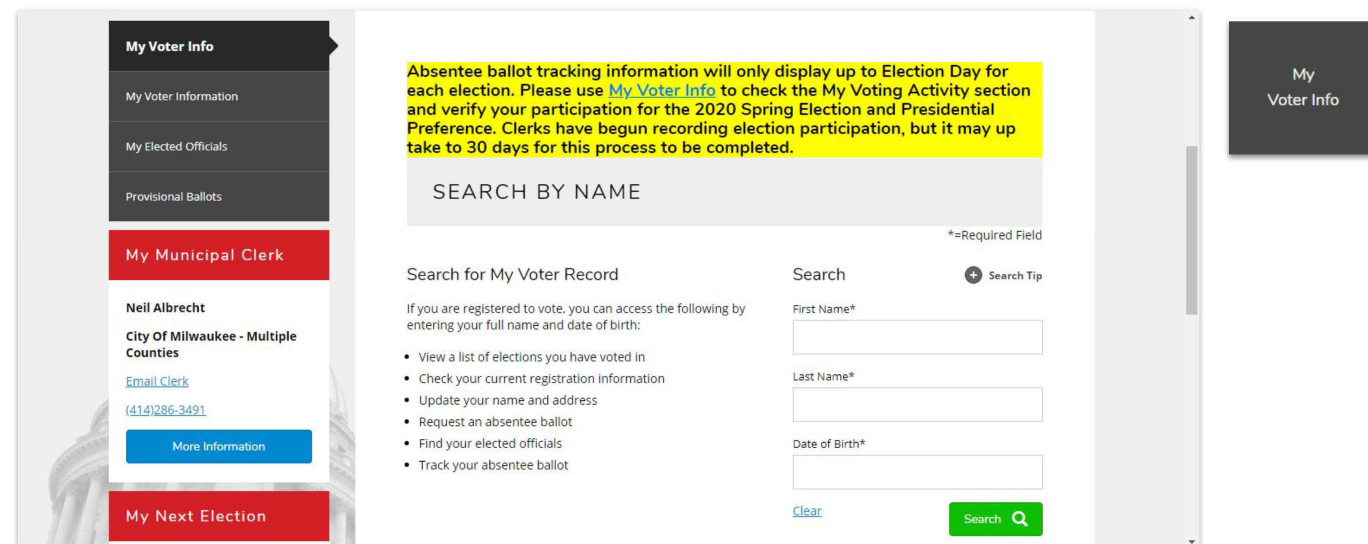 My Voter Info
My Voter Information
My Elected Officials
Provisional Ballots
My Municipal Clerk
Neil Albrecht
City Of Milwaukee - Multiple
Counties
Email Clerk
(414)286-3491
More Information
My Next Election
Absentee ballot tracking information will only display up to Election Day for
each election. Please use My Voter Info to check the My Voting Activity section
and verify your participation for the 2020 Spring Election and Presidential
Preference. Clerks have begun recording election participation, but it may up
take to 30 days for this process to be completed.
SEARCH BY NAME
*=Required Field
Search for My Voter Record
If you are registered to vote, you can access the following by
entering your full name and date of birth:
• View a list of elections you have voted in
• Check your current registration information
• Update your name and address
• Request an absentee ballot
• Find your elected officials
• Track your absentee ballot
Search
Search Tip
First Name*
Last Name*
Date of Birth*
Clear
Search
My
Voter Info